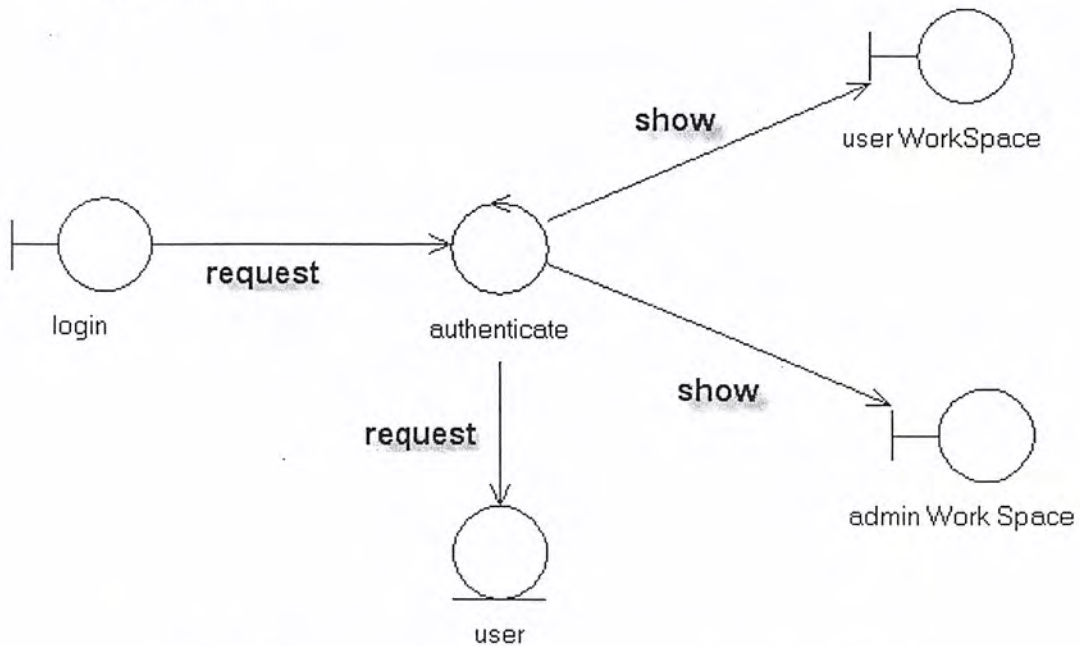 show
user WorkSpace
request
login
authenticate
show
request
admin Work Space
user